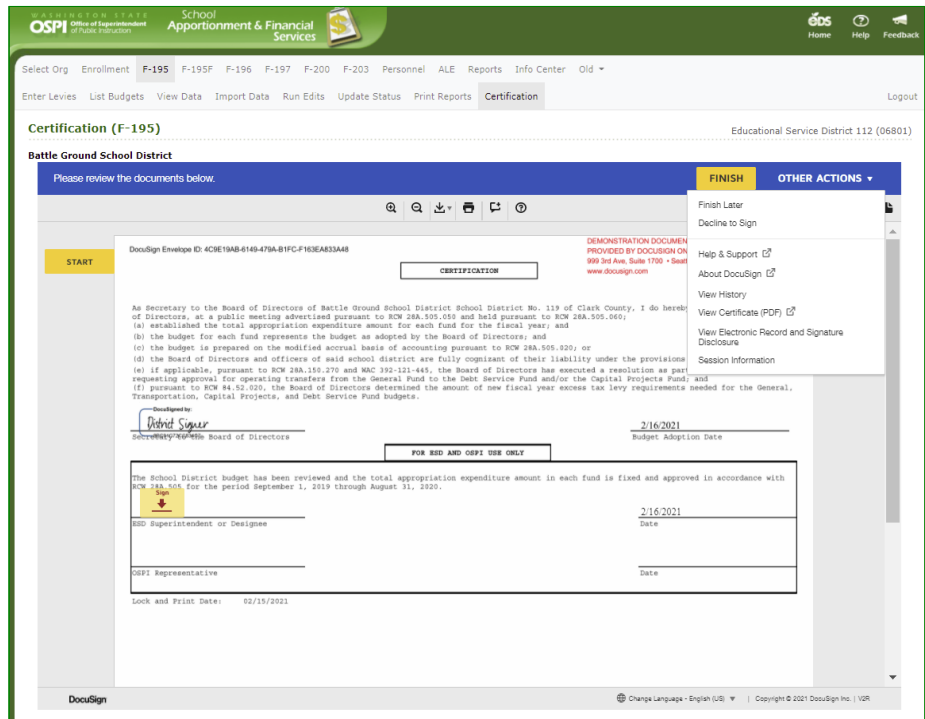 WASHINGTON STATE
OSPI Office of Superintendent of Public Instruction
School Apportionment & Financial Services
EDS Home
Help
Feedback
Select Org Enrollment F-195 F-195F F-196 F-197 F-200 F-203 Personnel ALE Reports Info Center Old
Enter Levies List Budgets View Data Import Data Run Edits Update Status Print Reports Certification Logout
Certification (F-195)
Educational Service District 112 (06801)
Battle Ground School District
Please review the documents below.
FINISH
OTHER ACTIONS
Finish Later
Decline to Sign
Help & Support
About DocuSign
View History
View Certificate (PDF)
View Electronic Record and Signature
Disclosure
Session Information
START
DocuSign Envelope ID: 4C9E19AB-6149-479A-B1FC-F163EA833A48
DEMONSTRATION DOCUMEN
PROVIDED BY DOCUSIGN ON
999 3rd Ave, Suite 1700 • Seat
www.docusign.com
CERTIFICATION
As Secretary to the Board of Directors of Battle Ground School District School District No. 119 of Clark County, I do hereb
of Directors, at a public meeting advertised pursuant to RCW 28A.505.050 and held pursuant to RCW 28A.505.060;
(a) established the total appropriation expenditure amount for each fund for the fiscal year; and
(b) the budget for each fund represents the budget as adopted by the Board of Directors; and
(c) the budget is prepared on the modified accrual basis of accounting pursuant to RCW 28A.505.020; or
(d) the Board of Directors and officers of said school district are fully cognizant of their liability under the provisions
(e) if applicable, pursuant to RCW 28A.150.270 and WAC 392-121-445, the Board of Directors has executed a resolution as par
requesting approval for operating transfers from the General Fund to the Debt Service Fund and/or the Capital Projects Fund; and
(f) pursuant to RCW 84.52.020, the Board of Directors determined the amount of new fiscal year excess tax levy requirements needed for the General,
Transportation, Capital Projects, and Debt Service Fund budgets.
DocuSigned by:
District Signer
2/16/2021
Secretary to the Board of Directors
Budget Adoption Date
FOR ESD AND OSPI USE ONLY
The School District budget has been reviewed and the total appropriation expenditure amount in each fund is fixed and approved in accordance with
RCW 28A.505 for the period September 1, 2019 through August 31, 2020.
Sign
2/16/2021
ESD Superintendent or Designee
Date
OSPI Representative
Date
Lock and Print Date: 02/15/2021
DocuSign
Change Language - English (US) | Copyright © 2021 DocuSign Inc. | V2R